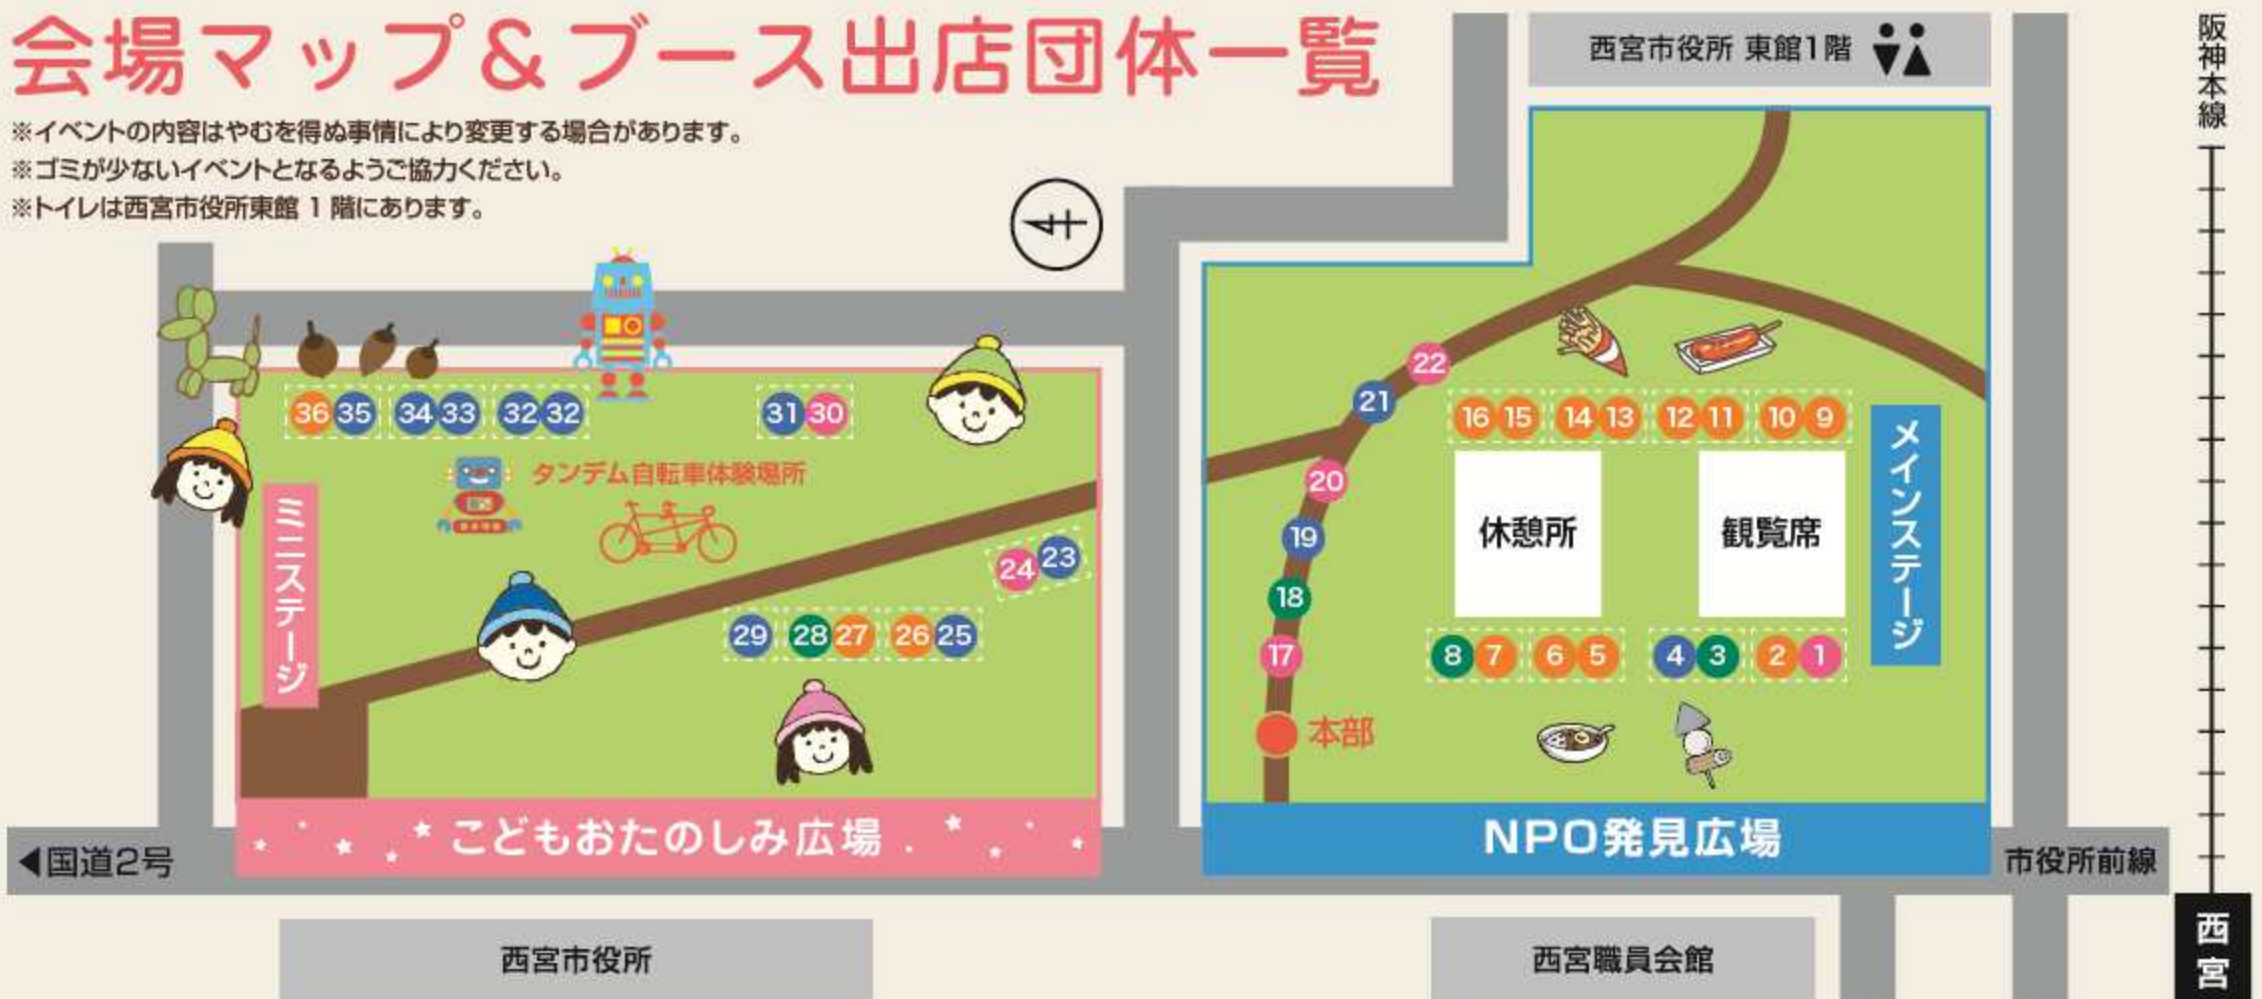 会場マップ＆ブース出店団体一覧
※イベントの内容はやむを得ぬ事情により変更する場合があります。
※ゴミが少ないイベントとなるようご協力ください。
※トイレは西宮市役所東館 1 階にあります。
西宮市役所 東館1階
阪神本線
36 35 34 33 32 32 31 30
タンデム自転車体験場所
ミニステージ
24 23
29 28 27 26 25
こどもおたのしみ広場
22
21
20
19
18
17
本部
16 15 14 13 12 11 10 9
休憩所
観覧席
メインステージ
8 7 6 5 4 3 2 1
NPO発見広場
◀国道2号
市役所前線
西宮市役所
西宮職員会館
西宮